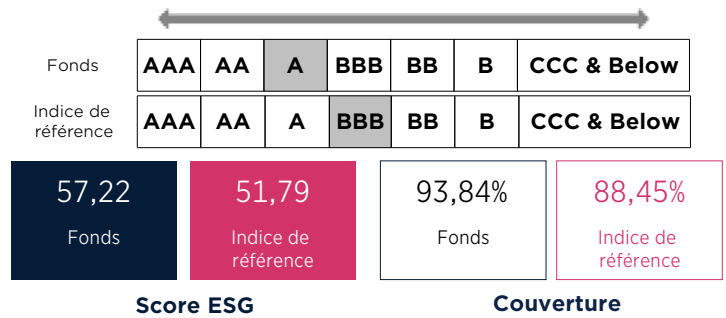 Fonds AAA AA A BBB BB B CCC & Below
Indice de
référence
AAA AA A BBB BB B CCC & Below
57,22
Fonds
51,79
Indice de
référence
93,84%
Fonds
88,45%
Indice de
référence
Score ESG
Couverture